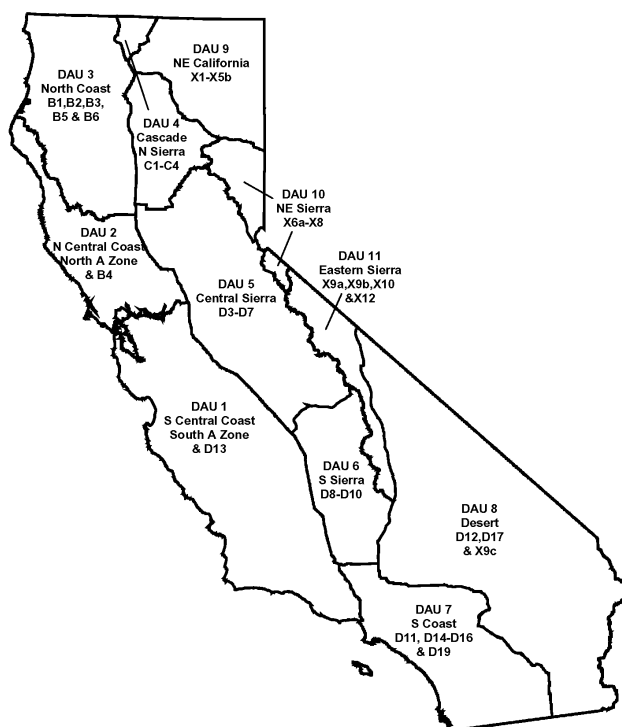 DAU 9
NE California
X1-X5b
DAU 3
North Coast
B1,B2,B3,
B5 & B6
DAU 4
Cascade
N Sierra
C1-C4
DAU 10
NE Sierra
X6a-X8
DAU 2
N Central Coast
North A Zone
& B4
DAU 11
Eastern Sierra
X9a,X9b,X10
&X12
DAU 5
Central Sierra
D3-D7
DAU 1
S Central Coast
South A Zone
& D13
DAU 6
S Sierra
D8-D10
DAU 8
Desert
D12,D17
& X9c
DAU 7
S Coast
D11, D14-D16
& D19